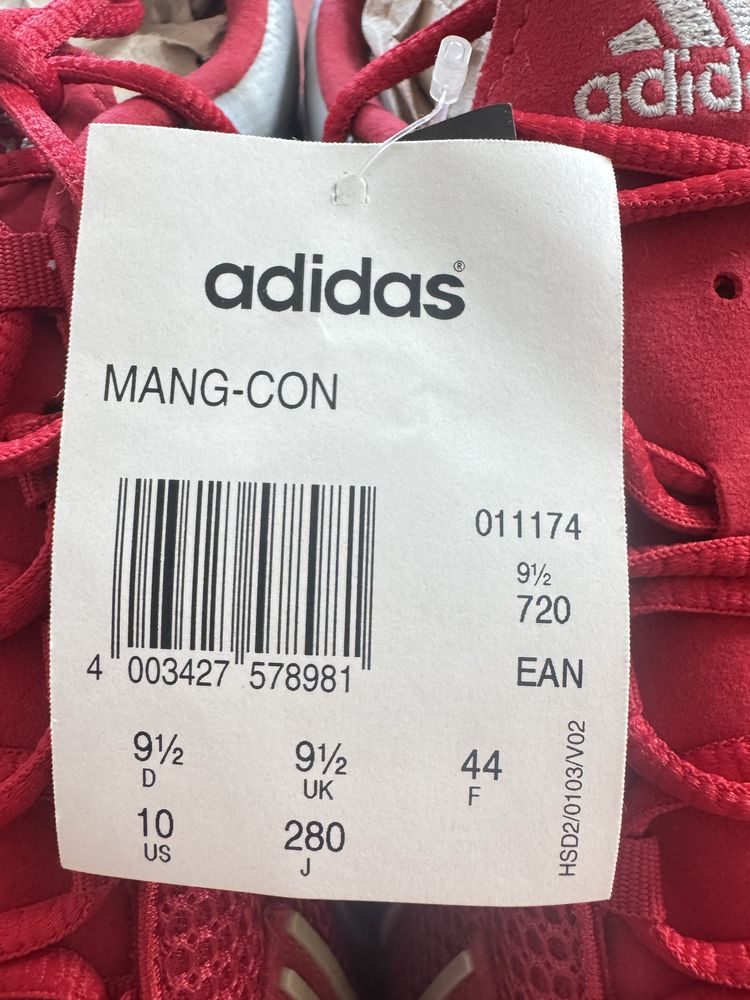 adidas
adidas®
MANG-CON
011174
9½
720
4 003427 578981
EAN
9½ 9½ 44
D UK F
10 280
US J
HSD2/0103/V02